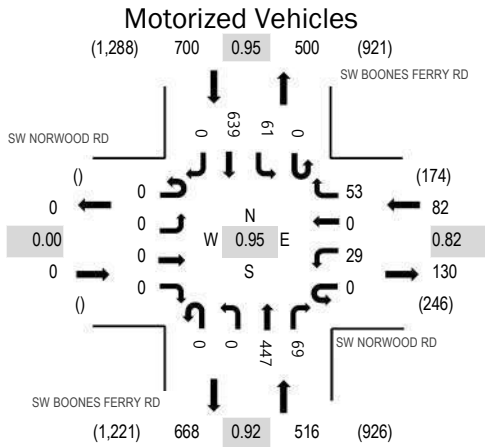 Motorized Vehicles
(1,288) 700 0.95 500 (921)
SW BOONES FERRY RD
SW NORWOOD RD
0 639 61 0
() 0 53 (174)
0 0 0 82
N
0.00 W 0.95 E 0.82
S
0 0 29 130
() 0 0 (246)
0 0 447 69
SW NORWOOD RD
SW BOONES FERRY RD
(1,221) 668 0.92 516 (926)